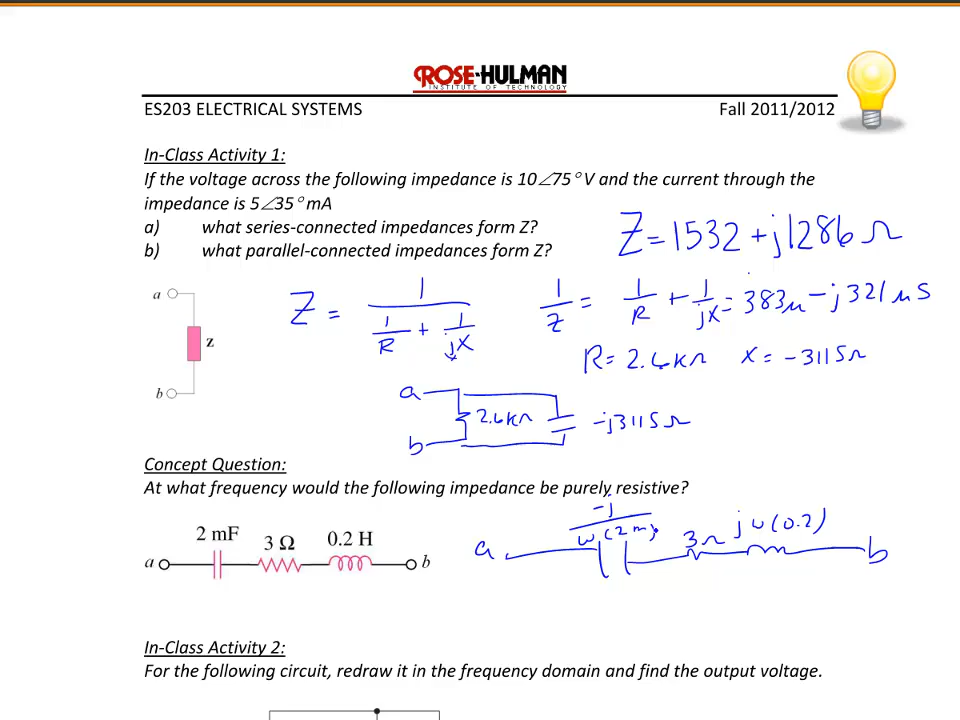 ROSE-HULMAN
INSTITUTE OF TECHNOLOGY
ES203 ELECTRICAL SYSTEMS Fall 2011/2012
In-Class Activity 1:
If the voltage across the following impedance is 10∠75° V and the current through the
impedance is 5∠35° mA
a) what series-connected impedances form Z?
b) what parallel-connected impedances form Z?
Z = 1532 + j1286 Ω
a
z
b
Z = 1 / (1/R + 1/jX)
1/Z = 1/R + 1/jX = 383μ - j321μS
R = 2.6kΩ X = -3115Ω
a
2.6kΩ -j3115Ω
b
Concept Question:
At what frequency would the following impedance be purely resistive?
2 mF 3 Ω 0.2 H
a b
-j / w(2m) 3Ω jw(0.2)
a b
In-Class Activity 2:
For the following circuit, redraw it in the frequency domain and find the output voltage.